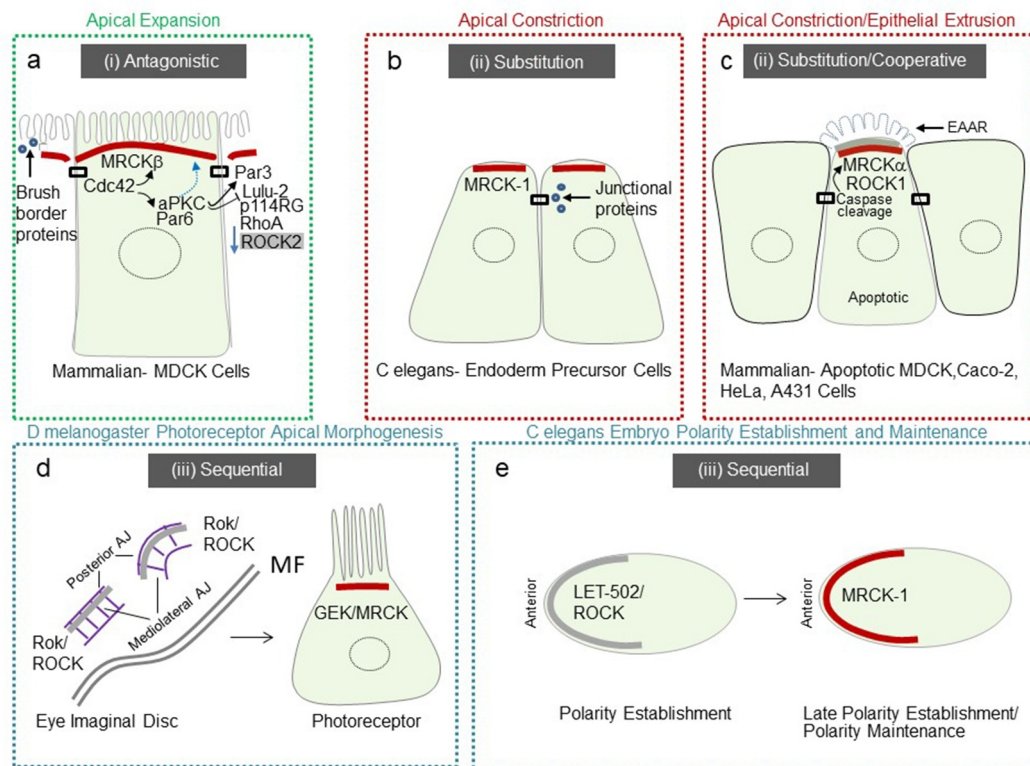 Apical Expansion
a
(i) Antagonistic
MRCKβ
Cdc42
aPKC
Par6
Par3
Lulu-2
p114RG
RhoA
ROCK2
Brush
border
proteins
Mammalian- MDCK Cells
Apical Constriction
b
(ii) Substitution
MRCK-1
Junctional
proteins
C elegans- Endoderm Precursor Cells
Apical Constriction/Epithelial Extrusion
c
(ii) Substitution/Cooperative
EAAR
MRCKα
ROCK1
Caspase
cleavage
Apoptotic
Mammalian- Apoptotic MDCK,Caco-2,
HeLa, A431 Cells
D melanogaster Photoreceptor Apical Morphogenesis
d
(iii) Sequential
Posterior AJ
Rok/
ROCK
Mediolateral AJ
Rok/
ROCK
MF
Eye Imaginal Disc
GEK/MRCK
Photoreceptor
C elegans Embryo Polarity Establishment and Maintenance
e
(iii) Sequential
Anterior
LET-502/
ROCK
Polarity Establishment
Anterior
MRCK-1
Late Polarity Establishment/
Polarity Maintenance